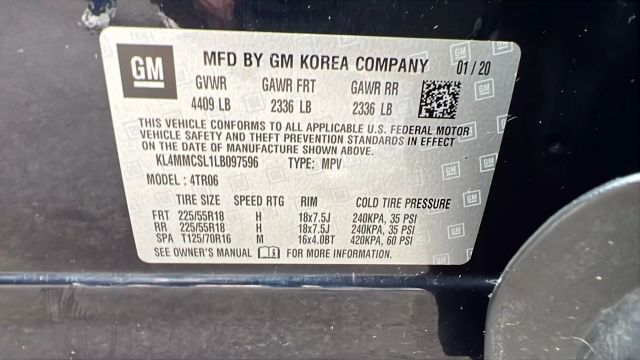 GM MFD BY GM KOREA COMPANY 01/20
GVWR GAWR FRT GAWR RR
4409 LB 2336 LB 2336 LB
THIS VEHICLE CONFORMS TO ALL APPLICABLE U.S. FEDERAL MOTOR
VEHICLE SAFETY AND THEFT PREVENTION STANDARDS IN EFFECT
ON THE DATE OF MANUFACTURE SHOWN ABOVE.
KL4MMCSL1LB097596 TYPE: MPV
MODEL: 4TR06
TIRE SIZE SPEED RTG RIM COLD TIRE PRESSURE
FRT 225/55R18 H 18x7.5J 240KPA, 35 PSI
RR 225/55R18 H 18x7.5J 240KPA, 35 PSI
SPA T125/70R16 M 16x4.0BT 420KPA, 60 PSI
SEE OWNER'S MANUAL FOR MORE INFORMATION.